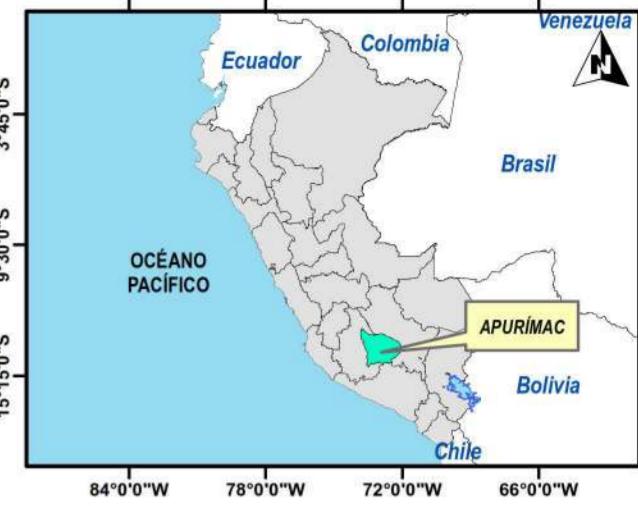 Venezuela
Colombia
Ecuador
N
Brasil
OCÉANO
PACÍFICO
APURÍMAC
Bolivia
Chile
3°45'0"S
9°30'0"S
15°15'0"S
84°0'0"W
78°0'0"W
72°0'0"W
66°0'0"W